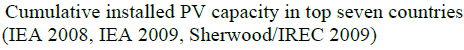 Cumulative installed PV capacity in top seven countries
(IEA 2008, IEA 2009, Sherwood/IREC 2009)